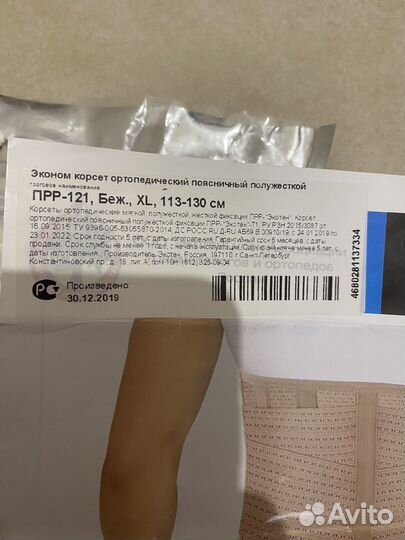 Эконом корсет ортопедический поясничный полужесткой
торговое наименование
ПРР-121, Беж., XL, 113-130 см
Корсеты ортопедические мягкой, полужесткой, жесткой фиксации ПРР-"Экотен". Корсет
ортопедический поясничный полужесткой фиксации ПРР-"Экотен"-П1, РУ РЗН 2015/3087 от
16.09.2015, ТУ 9396-005-63055870-2014, ДС РОСС RU Д-RU.АБ69.В.00910/19, с 24.01.2019 по
23.01.2022. Срок годности 5 лет, с даты изготовления. Гарантийный срок 6 месяцев, с даты
продажи. Срок службы не менее 1 года, с начала эксплуатации. Срок хранения не менее 5 лет, с
даты изготовления. Производитель: Экотен, Россия, 197110, г. Санкт-Петербург,
Константиновский пр., д. 18, лит. А, пом. 10Н, (812) 325-09-04
ортопедов
Произведено:
30.12.2019
4680281137334
Avito